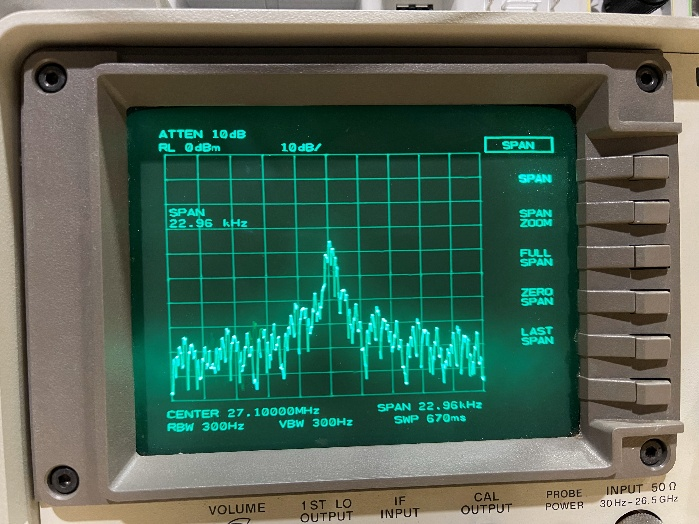 ATTEN 10dB
RL 0dBm 10dB/
SPAN
SPAN
22.96 kHz
SPAN
SPAN
ZOOM
FULL
SPAN
ZERO
SPAN
LAST
SPAN
CENTER 27.10000MHz SPAN 22.96kHz
RBW 300Hz VBW 300Hz SWP 670ms
VOLUME
1ST LO
OUTPUT
IF
INPUT
CAL
OUTPUT
PROBE
POWER
INPUT 50Ω
30Hz-26.5GHz